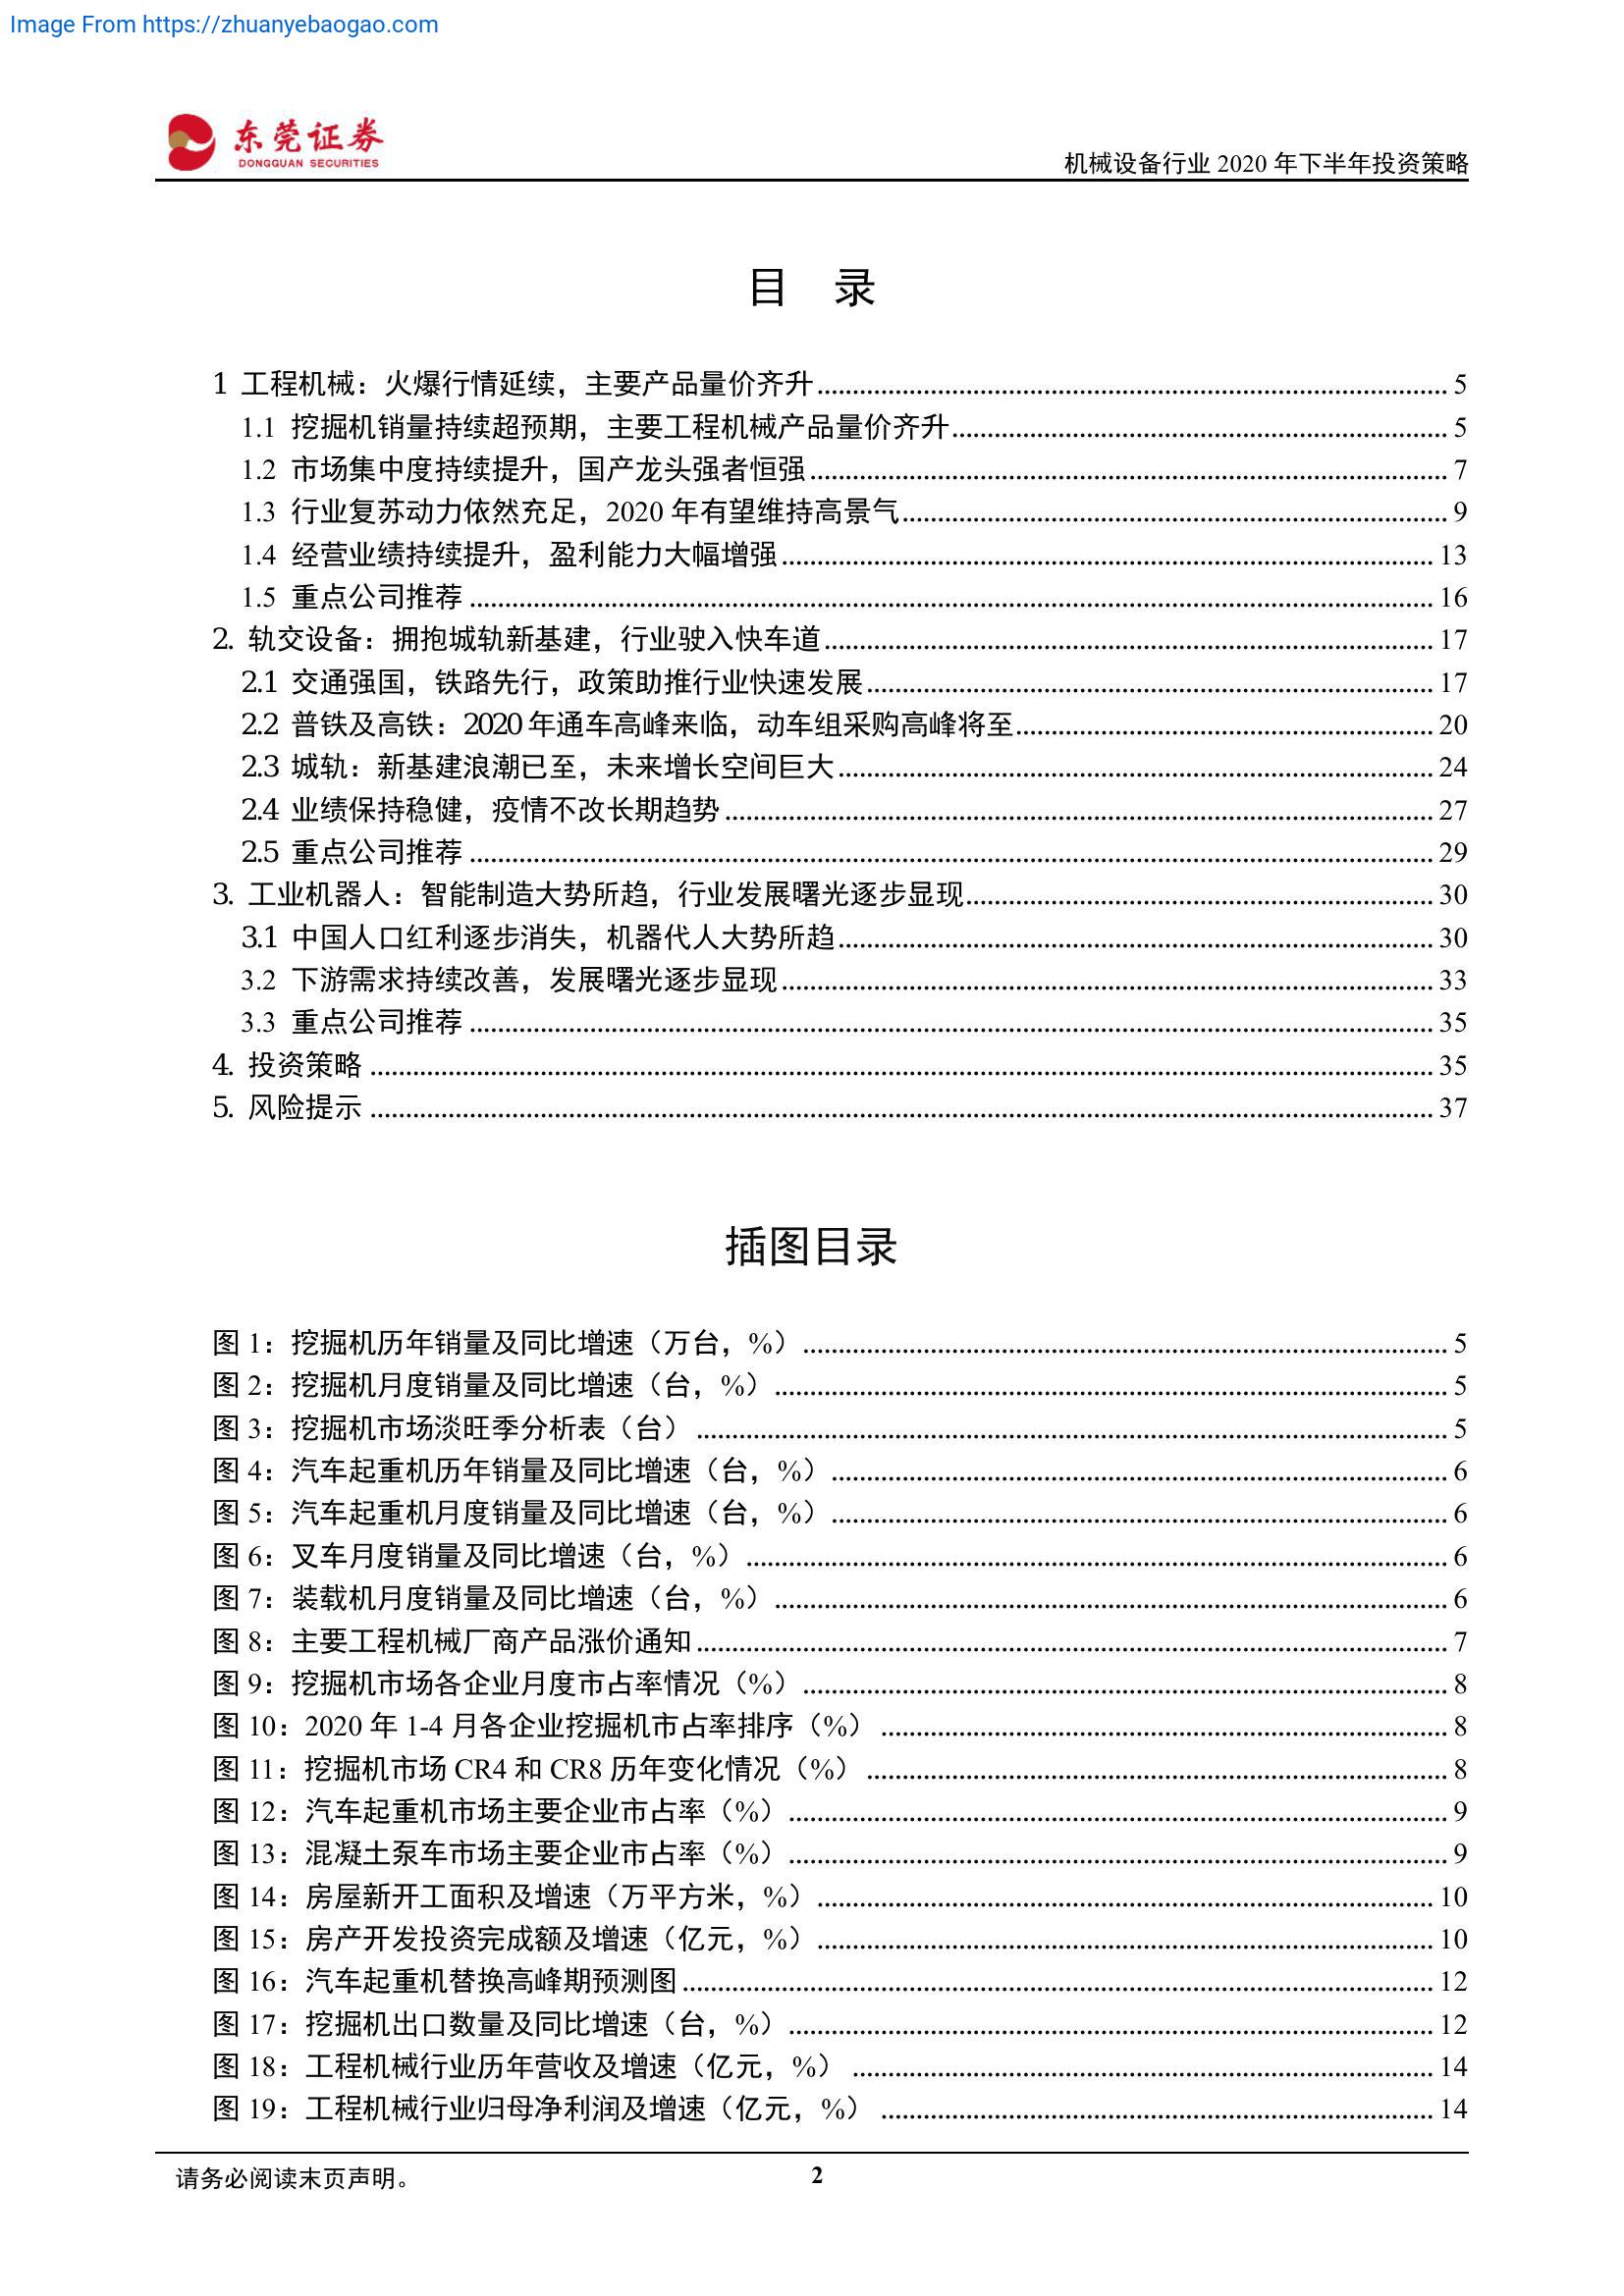 Image From https://zhuanyebaogao.com
东莞证券
DONGGUAN SECURITIES
机械设备行业 2020 年下半年投资策略
目 录
1 工程机械：火爆行情延续，主要产品量价齐升 5
1.1 挖掘机销量持续超预期，主要工程机械产品量价齐升 5
1.2 市场集中度持续提升，国产龙头强者恒强 7
1.3 行业复苏动力依然充足，2020 年有望维持高景气 9
1.4 经营业绩持续提升，盈利能力大幅增强 13
1.5 重点公司推荐 16
2. 轨交设备：拥抱城轨新基建，行业驶入快车道 17
2.1 交通强国，铁路先行，政策助推行业快速发展 17
2.2 普铁及高铁：2020 年通车高峰来临，动车组采购高峰将至 20
2.3 城轨：新基建浪潮已至，未来增长空间巨大 24
2.4 业绩保持稳健，疫情不改长期趋势 27
2.5 重点公司推荐 29
3. 工业机器人：智能制造大势所趋，行业发展曙光逐步显现 30
3.1 中国人口红利逐步消失，机器代人大势所趋 30
3.2 下游需求持续改善，发展曙光逐步显现 33
3.3 重点公司推荐 35
4. 投资策略 35
5. 风险提示 37
插图目录
图 1：挖掘机历年销量及同比增速（万台，%） 5
图 2：挖掘机月度销量及同比增速（台，%） 5
图 3：挖掘机市场淡旺季分析表（台） 5
图 4：汽车起重机历年销量及同比增速（台，%） 6
图 5：汽车起重机月度销量及同比增速（台，%） 6
图 6：叉车月度销量及同比增速（台，%） 6
图 7：装载机月度销量及同比增速（台，%） 6
图 8：主要工程机械厂商产品涨价通知 7
图 9：挖掘机市场各企业月度市占率情况（%） 8
图 10：2020 年 1-4 月各企业挖掘机市占率排序（%） 8
图 11：挖掘机市场 CR4 和 CR8 历年变化情况（%） 8
图 12：汽车起重机市场主要企业市占率（%） 9
图 13：混凝土泵车市场主要企业市占率（%） 9
图 14：房屋新开工面积及增速（万平方米，%） 10
图 15：房产开发投资完成额及增速（亿元，%） 10
图 16：汽车起重机替换高峰期预测图 12
图 17：挖掘机出口数量及同比增速（台，%） 12
图 18：工程机械行业历年营收及增速（亿元，%） 14
图 19：工程机械行业归母净利润及增速（亿元，%） 14
请务必阅读末页声明。
2